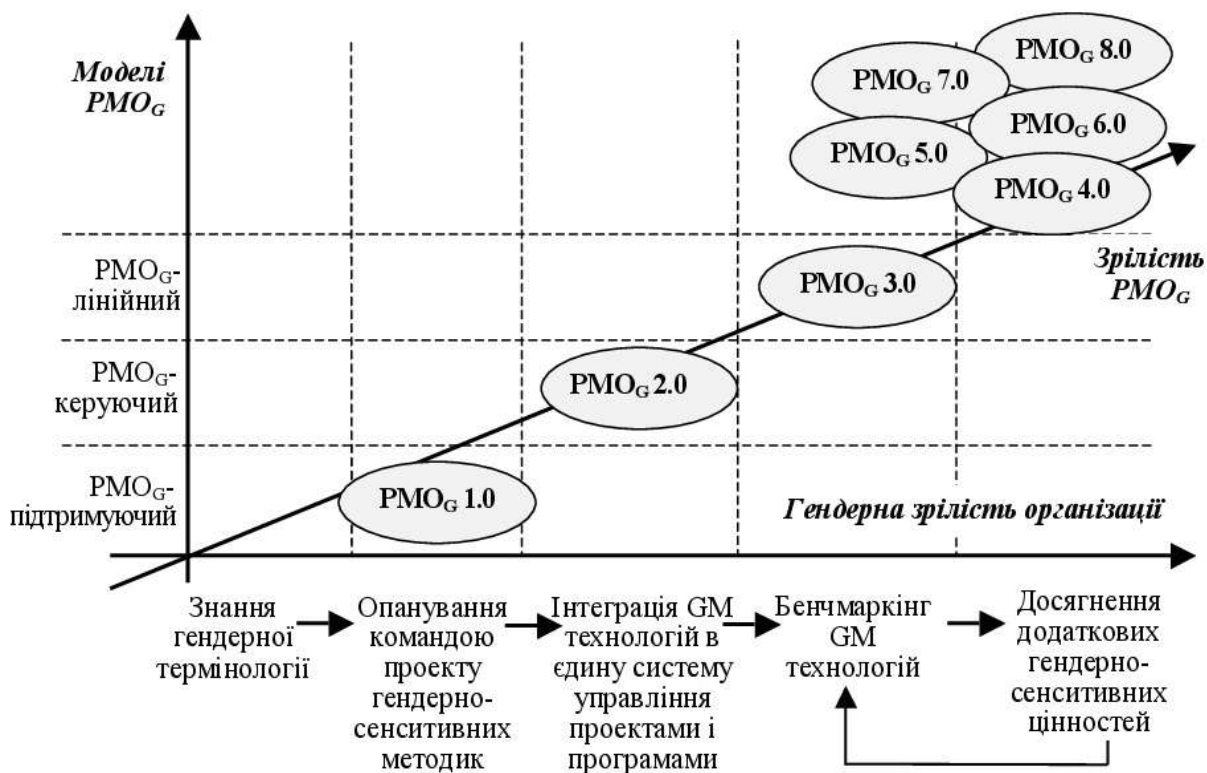 Моделі
PMO_G
PMO_G 8.0
PMO_G 7.0
PMO_G 6.0
PMO_G 5.0
PMO_G 4.0
PMO_G-
лінійний
PMO_G 3.0
Зрілість
PMO_G
PMO_G-
керуючий
PMO_G 2.0
PMO_G-
підтримуючий
PMO_G 1.0
Гендерна зрілість організації
Знання
гендерної
термінології
Опанування
командою
проекту
гендерно-
сенситивних
методик
Інтеграція GM
технологій в
єдину систему
управління
проектами і
програмами
Бенчмаркінг
GM
технологій
Досягнення
додаткових
гендерно-
сенситивних
цінностей